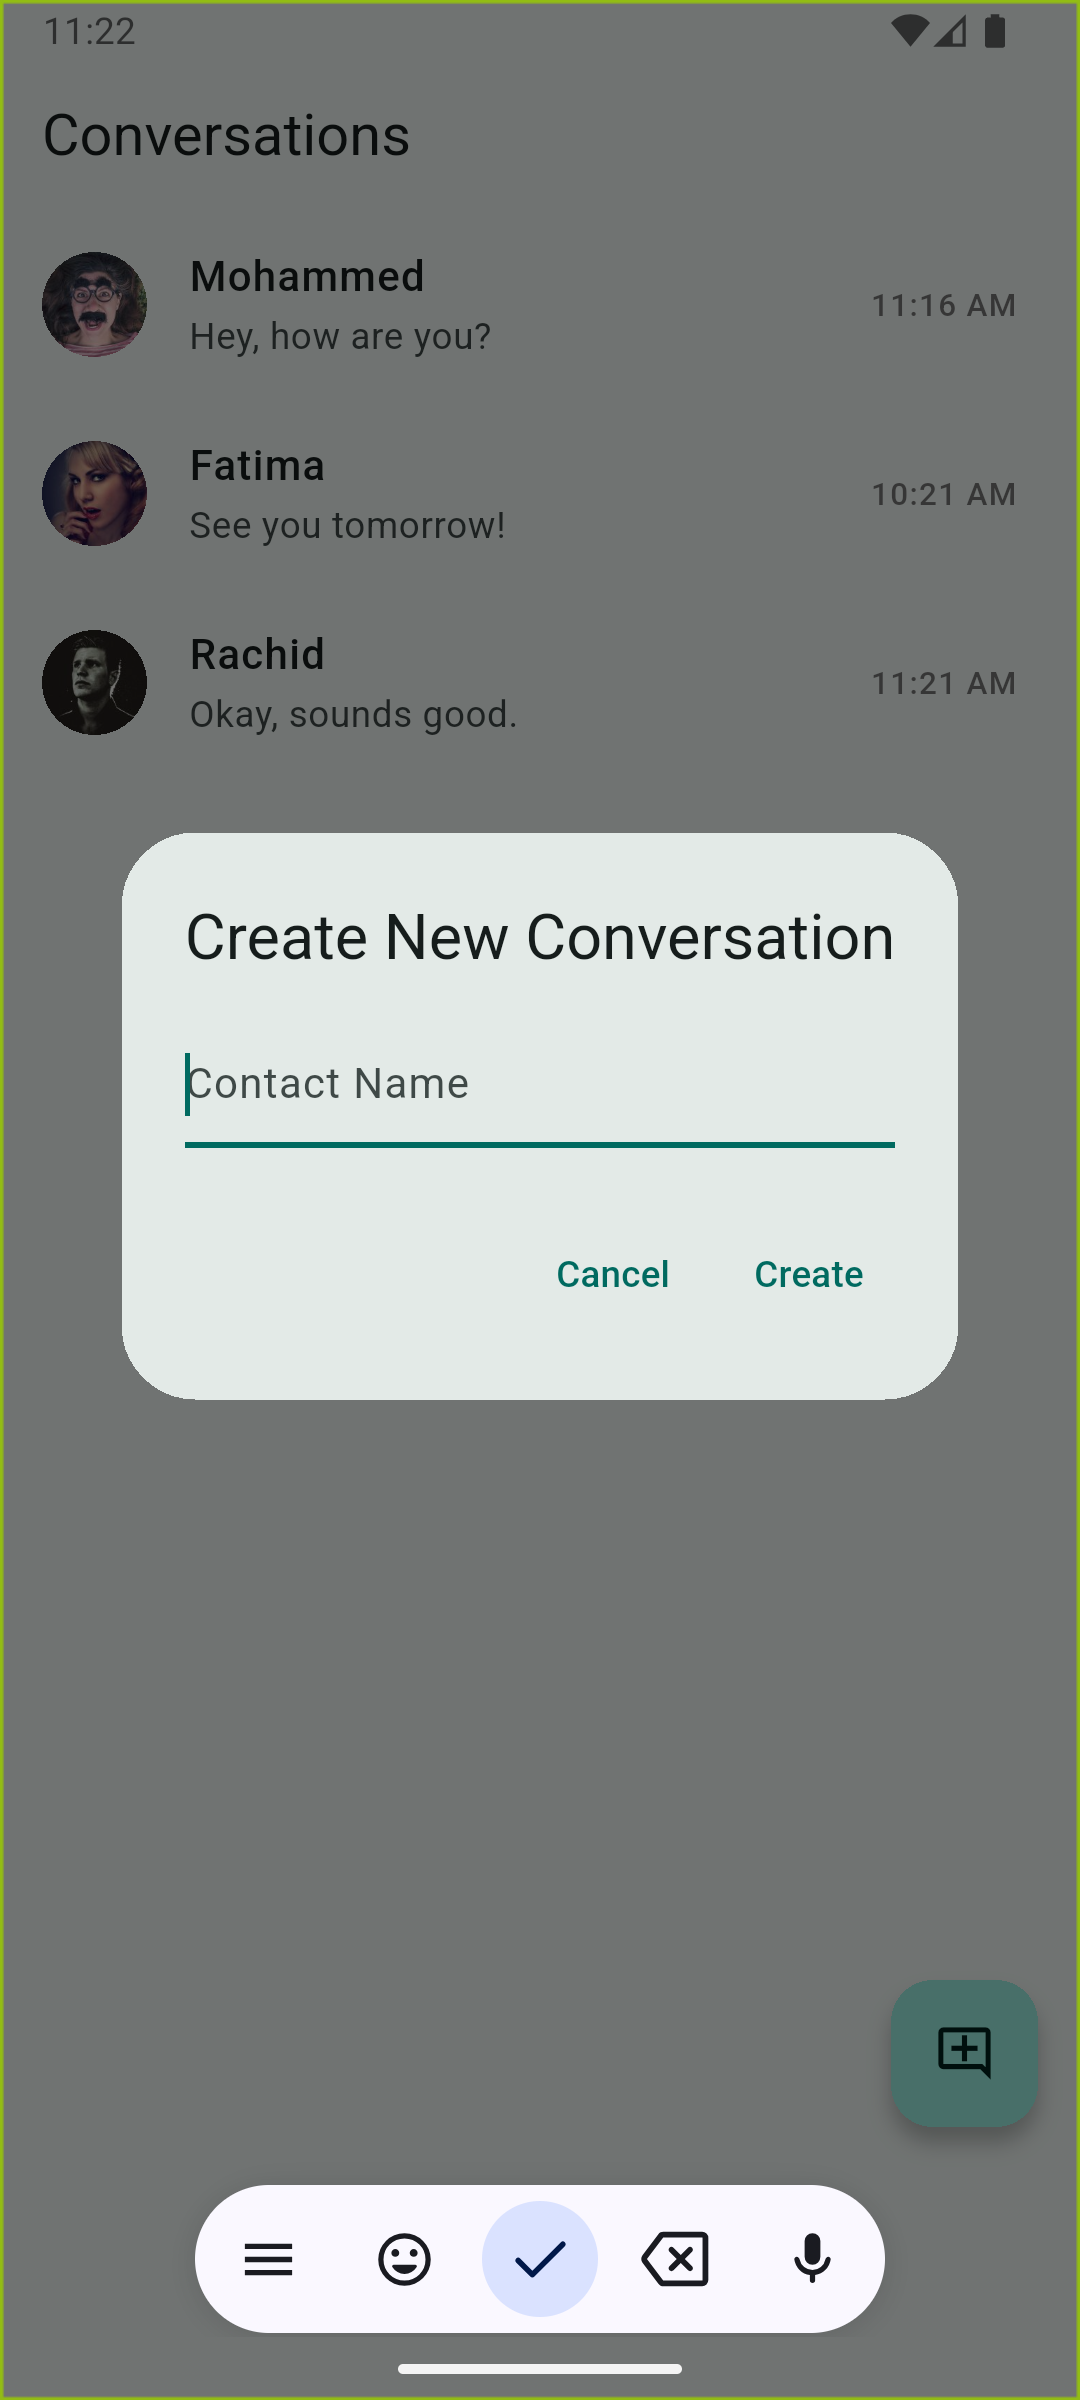 11:22
Conversations
Mohammed
Hey, how are you?
11:16 AM
Fatima
See you tomorrow!
10:21 AM
Rachid
Okay, sounds good.
11:21 AM
Create New Conversation
Contact Name
Cancel
Create